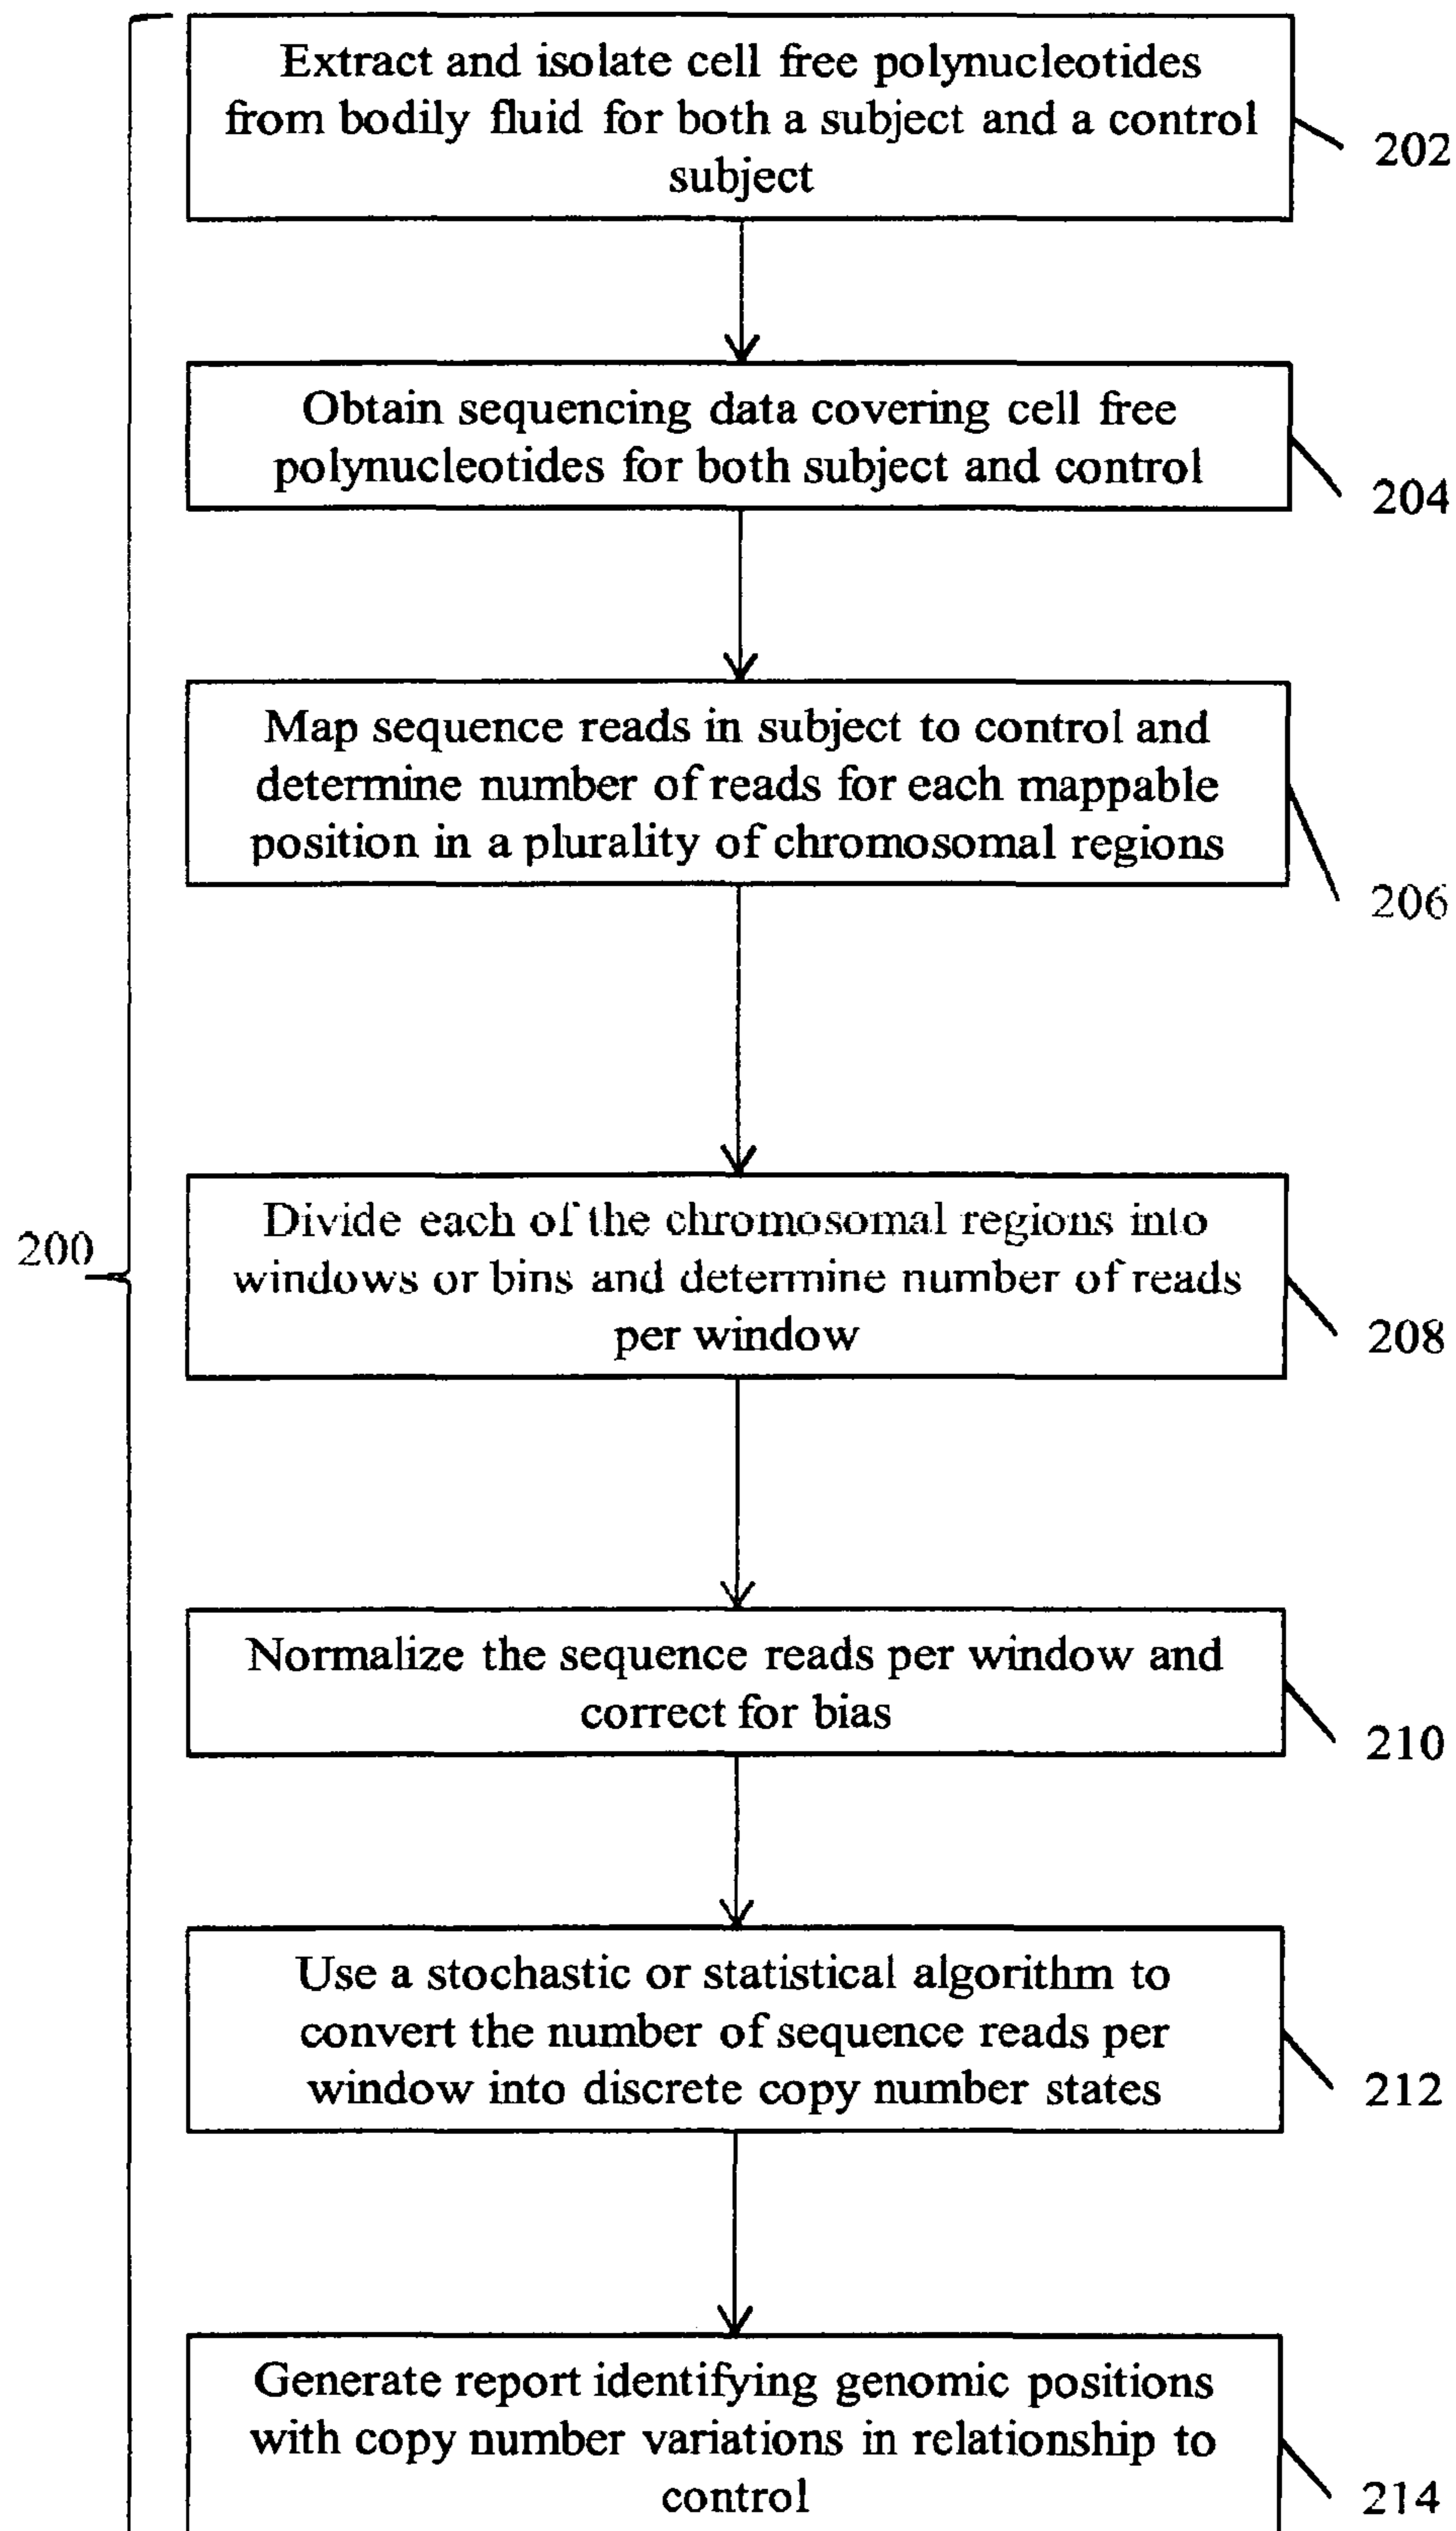 Extract and isolate cell free polynucleotides
from bodily fluid for both a subject and a control
subject
202
Obtain sequencing data covering cell free
polynucleotides for both subject and control
204
Map sequence reads in subject to control and
determine number of reads for each mappable
position in a plurality of chromosomal regions
206
200
Divide each of the chromosomal regions into
windows or bins and determine number of reads
per window
208
Normalize the sequence reads per window and
correct for bias
210
Use a stochastic or statistical algorithm to
convert the number of sequence reads per
window into discrete copy number states
212
Generate report identifying genomic positions
with copy number variations in relationship to
control
214